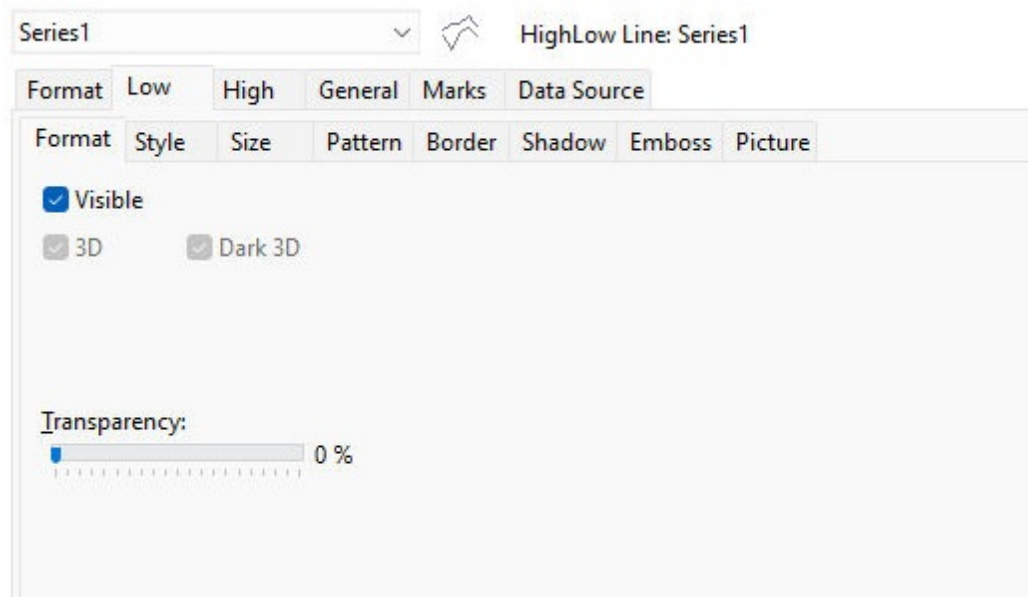 Series1 HighLow Line: Series1
Format Low High General Marks Data Source
Format Style Size Pattern Border Shadow Emboss Picture
Visible
3D Dark 3D
Transparency:
0 %